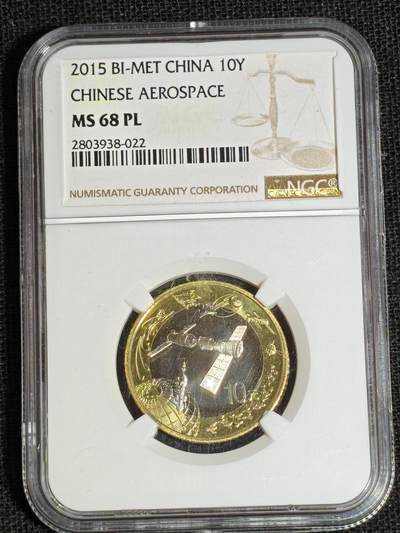 2015 BI-MET CHINA 10Y
CHINESE AEROSPACE
MS 68 PL
2803938-022
NUMISMATIC GUARANTY CORPORATION
NGC®
10